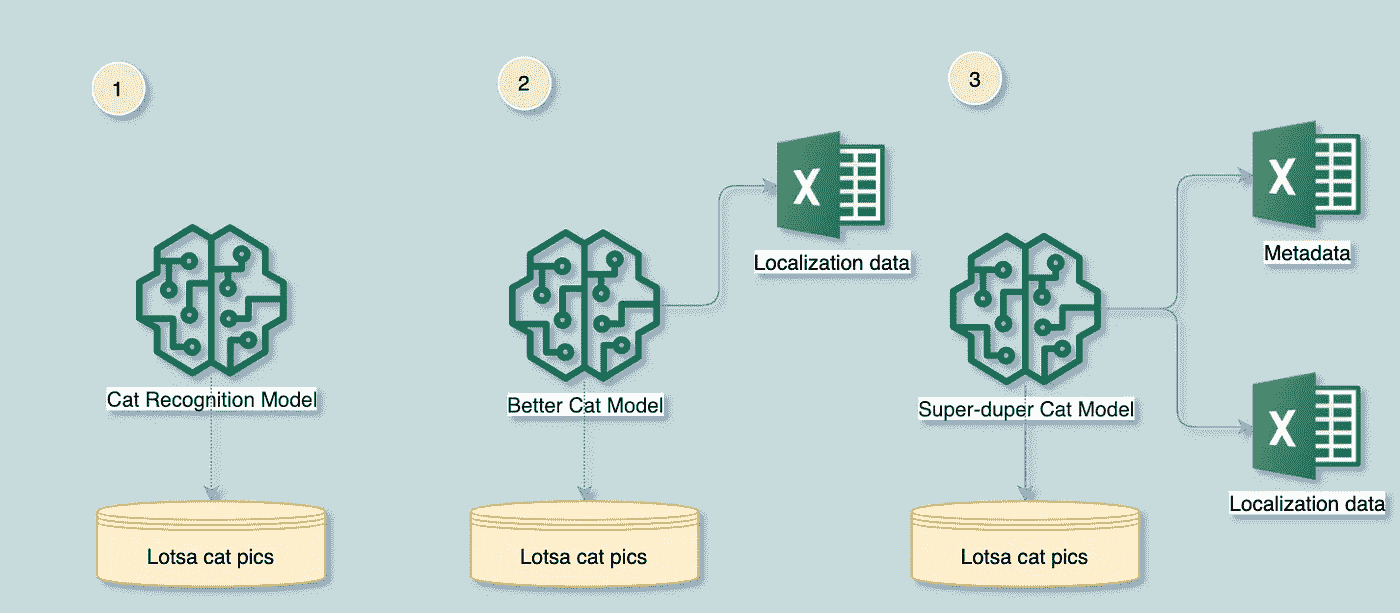 1
2
3
X
X
Localization data
Metadata
Cat Recognition Model
Better Cat Model
Super-duper Cat Model
X
Localization data
Lotsa cat pics
Lotsa cat pics
Lotsa cat pics